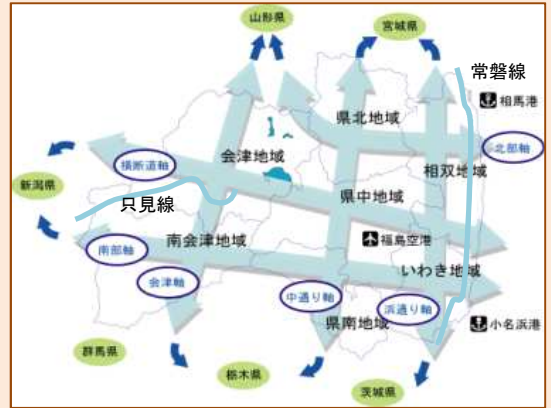 山形県
宮城県
常磐線
相馬港
県北地域
北部軸
横断道軸
会津地域
相双地域
新潟県
県中地域
只見線
福島空港
南部軸
南会津地域
いわき地域
会津軸
中通り軸
浜通り軸
県南地域
小名浜港
群馬県
栃木県
茨城県